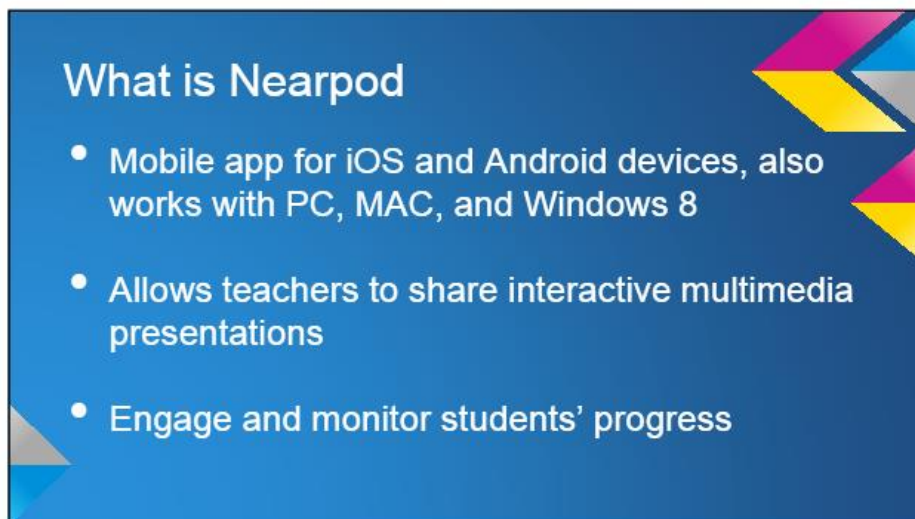 What is Nearpod
• Mobile app for iOS and Android devices, also
works with PC, MAC, and Windows 8
• Allows teachers to share interactive multimedia
presentations
• Engage and monitor students’ progress